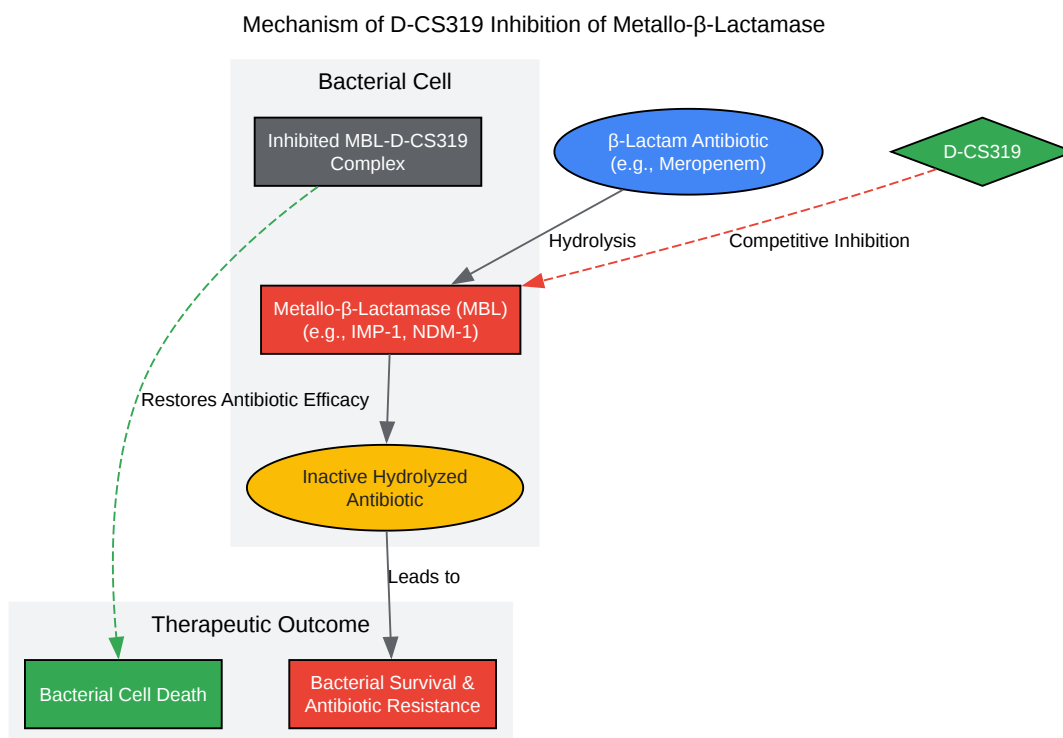 Mechanism of D-CS319 Inhibition of Metallo-β-Lactamase
Bacterial Cell
Inhibited MBL-D-CS319
Complex
β-Lactam Antibiotic
(e.g., Meropenem)
D-CS319
Hydrolysis
Competitive Inhibition
Metallo-β-Lactamase (MBL)
(e.g., IMP-1, NDM-1)
Restores Antibiotic Efficacy
Inactive Hydrolyzed
Antibiotic
Leads to
Therapeutic Outcome
Bacterial Cell Death
Bacterial Survival &
Antibiotic Resistance